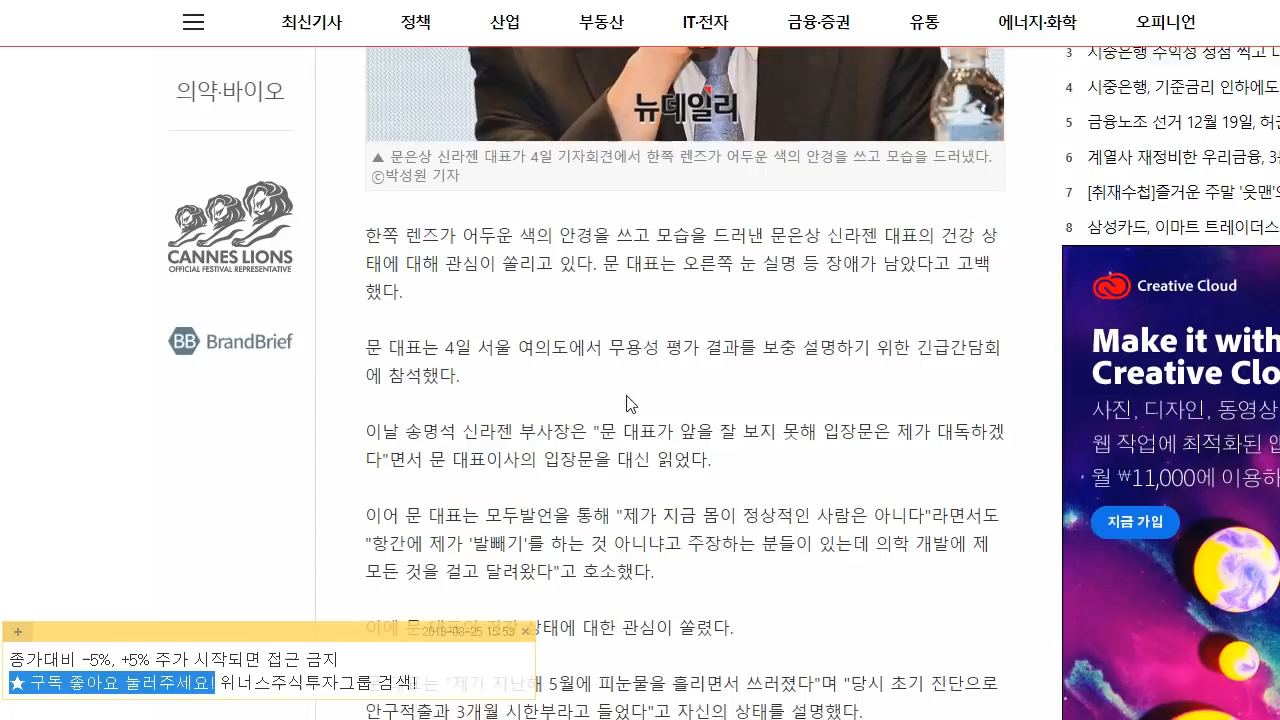 최신기사 정책 산업 부동산 IT·전자 금융·증권 유통 에너지·화학 오피니언
의약·바이오
CANNES LIONS
OFFICIAL FESTIVAL REPRESENTATIVE
BB BrandBrief
뉴데일리
▲ 문은상 신라젠 대표가 4일 기자회견에서 한쪽 렌즈가 어두운 색의 안경을 쓰고 모습을 드러냈다.
ⓒ박성원 기자
한쪽 렌즈가 어두운 색의 안경을 쓰고 모습을 드러낸 문은상 신라젠 대표의 건강 상
태에 대해 관심이 쏠리고 있다. 문 대표는 오른쪽 눈 실명 등 장애가 남았다고 고백
했다.
문 대표는 4일 서울 여의도에서 무용성 평가 결과를 보충 설명하기 위한 긴급간담회
에 참석했다.
이날 송명석 신라젠 부사장은 "문 대표가 앞을 잘 보지 못해 입장문은 제가 대독하겠
다"면서 문 대표이사의 입장문을 대신 읽었다.
이어 문 대표는 모두발언을 통해 "제가 지금 몸이 정상적인 사람은 아니다"라면서도
"항간에 제가 '발빼기'를 하는 것 아니냐고 주장하는 분들이 있는데 의학 개발에 제
모든 것을 걸고 달려왔다"고 호소했다.
이에 문 대표의 건강 상태에 대한 관심이 쏠렸다.
문 대표는 "제가 지난해 5월에 피눈물을 흘리면서 쓰러졌다"며 "당시 초기 진단으로
안구적출과 3개월 시한부라고 들었다"고 자신의 상태를 설명했다.
3 시중은행 수익성 정점 찍고
4 시중은행, 기준금리 인하에도
5 금융노조 선거 12월 19일,
6 계열사 재정비한 우리금융,
7 [취재수첩]즐거운 주말
8 삼성카드, 이마트 트레이더스
Creative Cloud
Make it with
Creative
사진, 디자인, 동영상
웹 작업에 최적화된
월 ₩11,000에
지금 가입
+ 2019-08-25 15:53 ×
종가대비 -5%, +5% 주가 시작되면 접근 금지
★ 구독 좋아요 눌러주세요! 위너스주식투자그룹 검색!